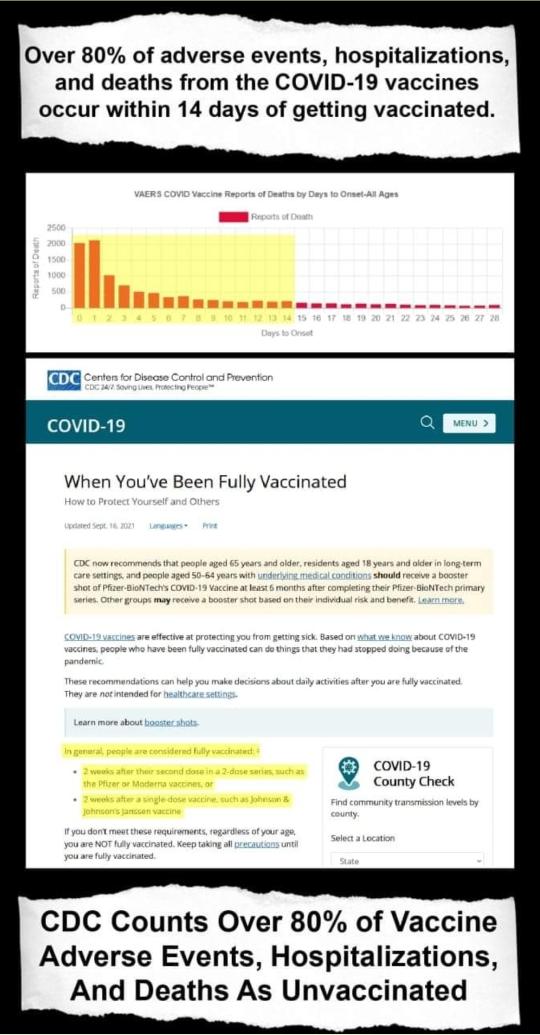 Over 80% of adverse events, hospitalizations,
and deaths from the COVID-19 vaccines
occur within 14 days of getting vaccinated.
VAERS COVID Vaccine Reports of Deaths by Days to Onset-All Ages
Reports of Death
Reports of Death
2500
2000
1500
1000
500
0
0 1 2 3 4 5 6 7 8 9 10 11 12 13 14 15 16 17 18 19 20 21 22 23 24 25 26 27 28
Days to Onset
CDC Centers for Disease Control and Prevention
CDC 24/7: Saving Lives, Protecting People™
COVID-19
MENU >
When You've Been Fully Vaccinated
How to Protect Yourself and Others
Updated Sept. 16, 2021 Languages Print
CDC now recommends that people aged 65 years and older, residents aged 18 years and older in long-term
care settings, and people aged 50–64 years with underlying medical conditions should receive a booster
shot of Pfizer-BioNTech's COVID-19 Vaccine at least 6 months after completing their Pfizer-BioNTech primary
series. Other groups may receive a booster shot based on their individual risk and benefit. Learn more.
COVID-19 vaccines are effective at protecting you from getting sick. Based on what we know about COVID-19
vaccines, people who have been fully vaccinated can do things that they had stopped doing because of the
pandemic.
These recommendations can help you make decisions about daily activities after you are fully vaccinated.
They are not intended for healthcare settings.
Learn more about booster shots.
In general, people are considered fully vaccinated:
• 2 weeks after their second dose in a 2-dose series, such as
the Pfizer or Moderna vaccines, or
• 2 weeks after a single-dose vaccine, such as Johnson &
Johnson's Janssen vaccine
If you don't meet these requirements, regardless of your age,
you are NOT fully vaccinated. Keep taking all precautions until
you are fully vaccinated.
COVID-19
County Check
Find community transmission levels by
county.
Select a Location
State
CDC Counts Over 80% of Vaccine
Adverse Events, Hospitalizations,
And Deaths As Unvaccinated